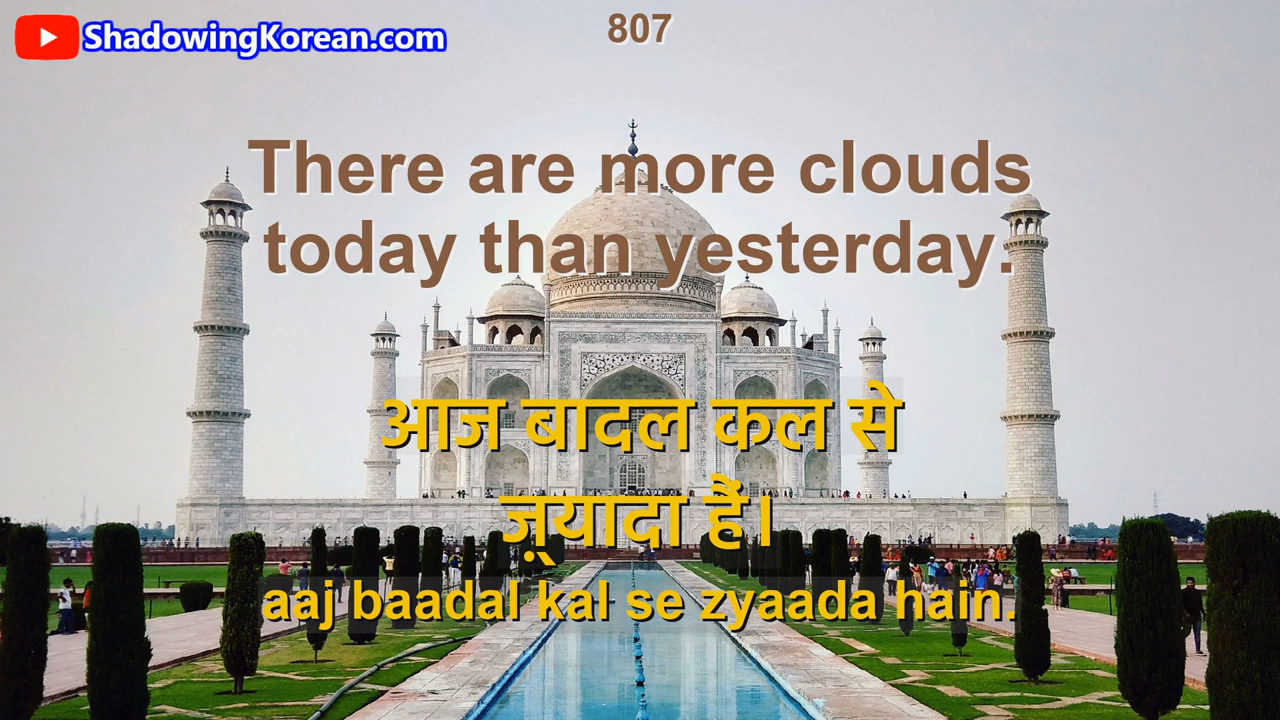 ShadowingKorean.com
807
There are more clouds
today than yesterday.
आज बादल कल से
ज़्यादा हैं।
aaj baadal kal se zyaada hain.